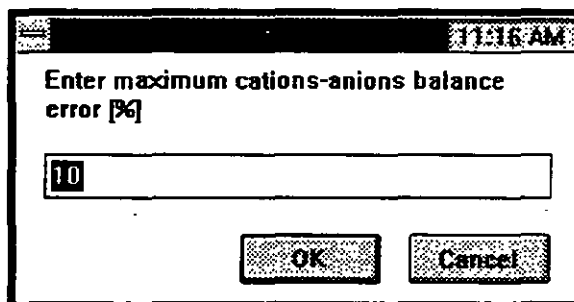 11:16 AM
Enter maximum cations-anions balance
error [%]
10
OK
Cancel